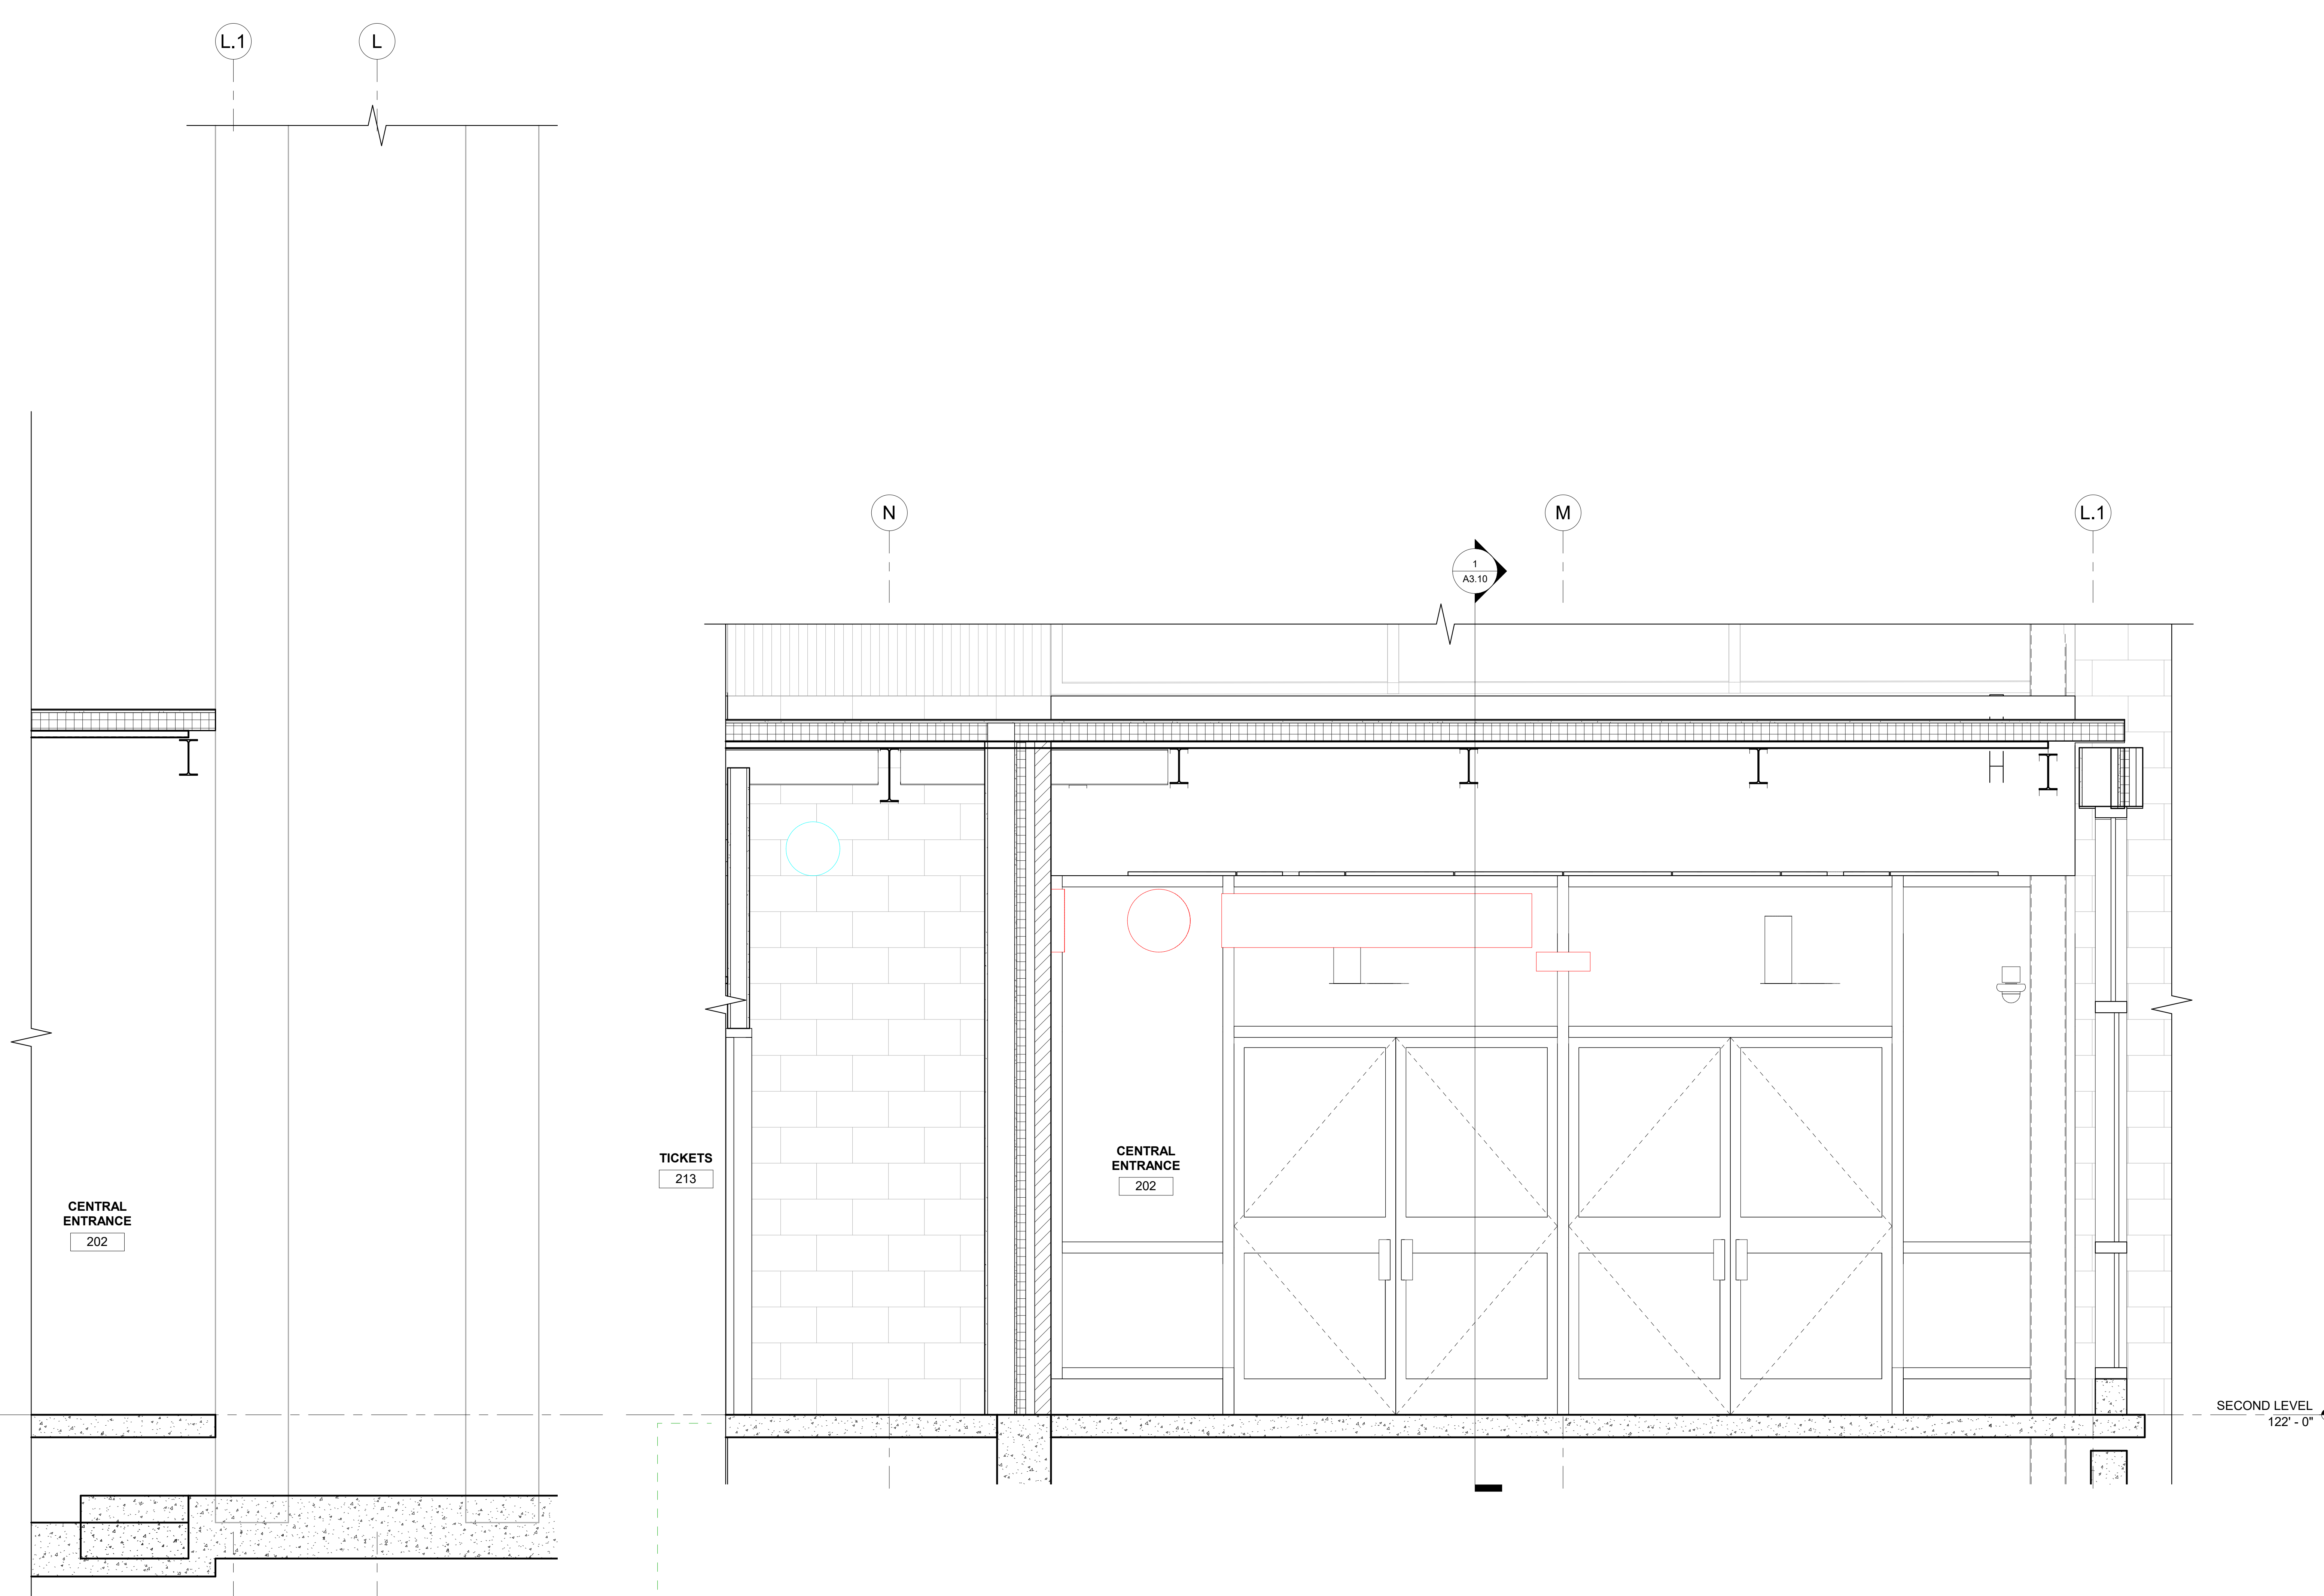 L.1
L
N
M
L.1
1
A3.10
CENTRAL
ENTRANCE
202
TICKETS
213
CENTRAL
ENTRANCE
202
SECOND LEVEL
122' - 0"